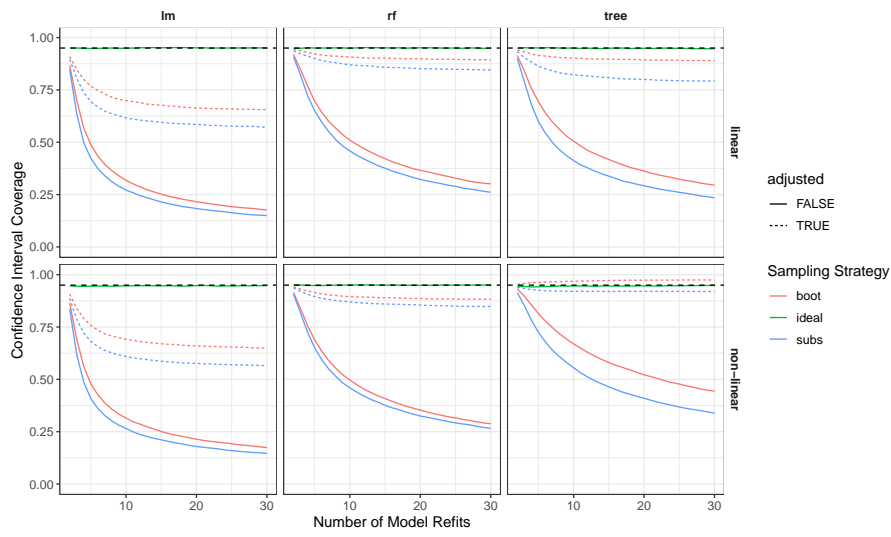 lm rf tree
1.00
0.75
0.50
0.25
0.00
linear
1.00
0.75
0.50
0.25
0.00
non−linear
10 20 30 10 20 30 10 20 30
Number of Model Refits
Confidence Interval Coverage
adjusted
FALSE
TRUE
Sampling Strategy
boot
ideal
subs